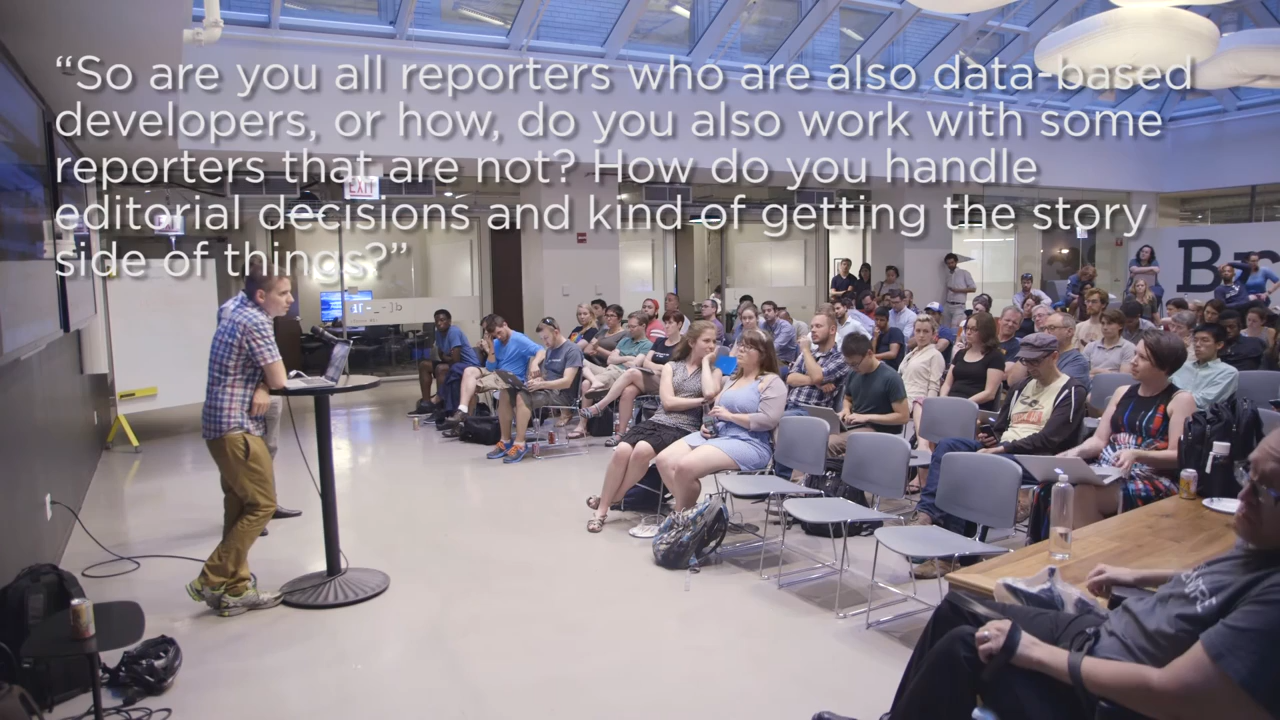 “So are you all reporters who are also data-based
developers, or how, do you also work with some
reporters that are not? How do you handle
editorial decisions and kind of getting the story
side of things?”
EXIT